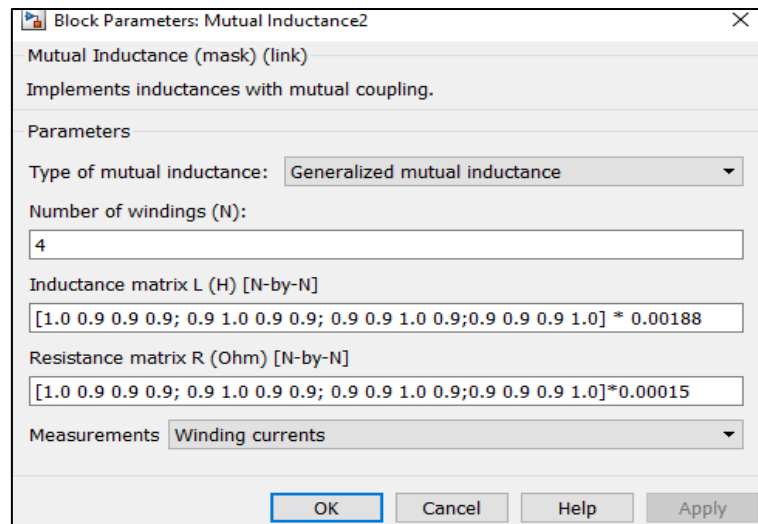 Block Parameters: Mutual Inductance2
Mutual Inductance (mask) (link)
Implements inductances with mutual coupling.
Parameters
Type of mutual inductance: Generalized mutual inductance
Number of windings (N):
4
Inductance matrix L (H) [N-by-N]
[1.0 0.9 0.9 0.9; 0.9 1.0 0.9 0.9; 0.9 0.9 1.0 0.9;0.9 0.9 0.9 1.0] * 0.00188
Resistance matrix R (Ohm) [N-by-N]
[1.0 0.9 0.9 0.9; 0.9 1.0 0.9 0.9; 0.9 0.9 1.0 0.9;0.9 0.9 0.9 1.0]*0.00015
Measurements Winding currents
OK Cancel Help Apply